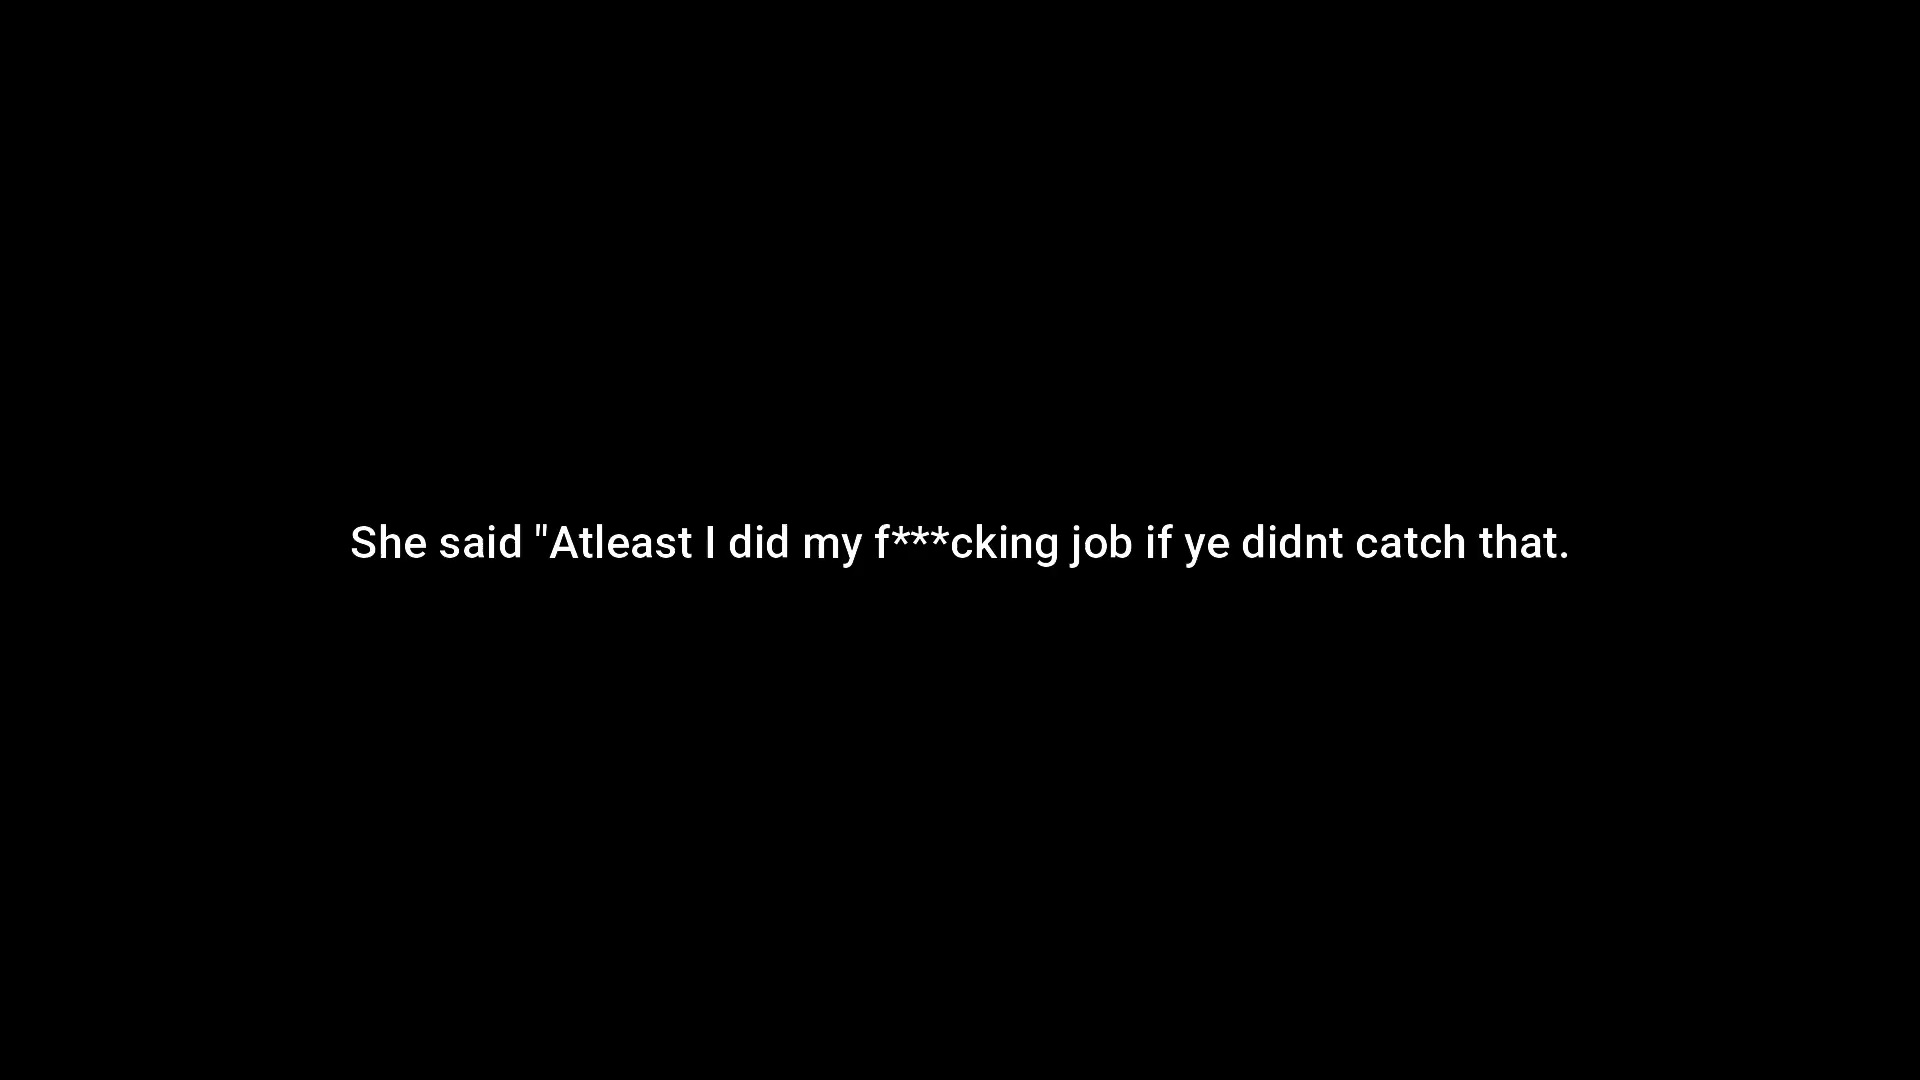 She said "Atleast I did my f***cking job if ye didnt catch that.